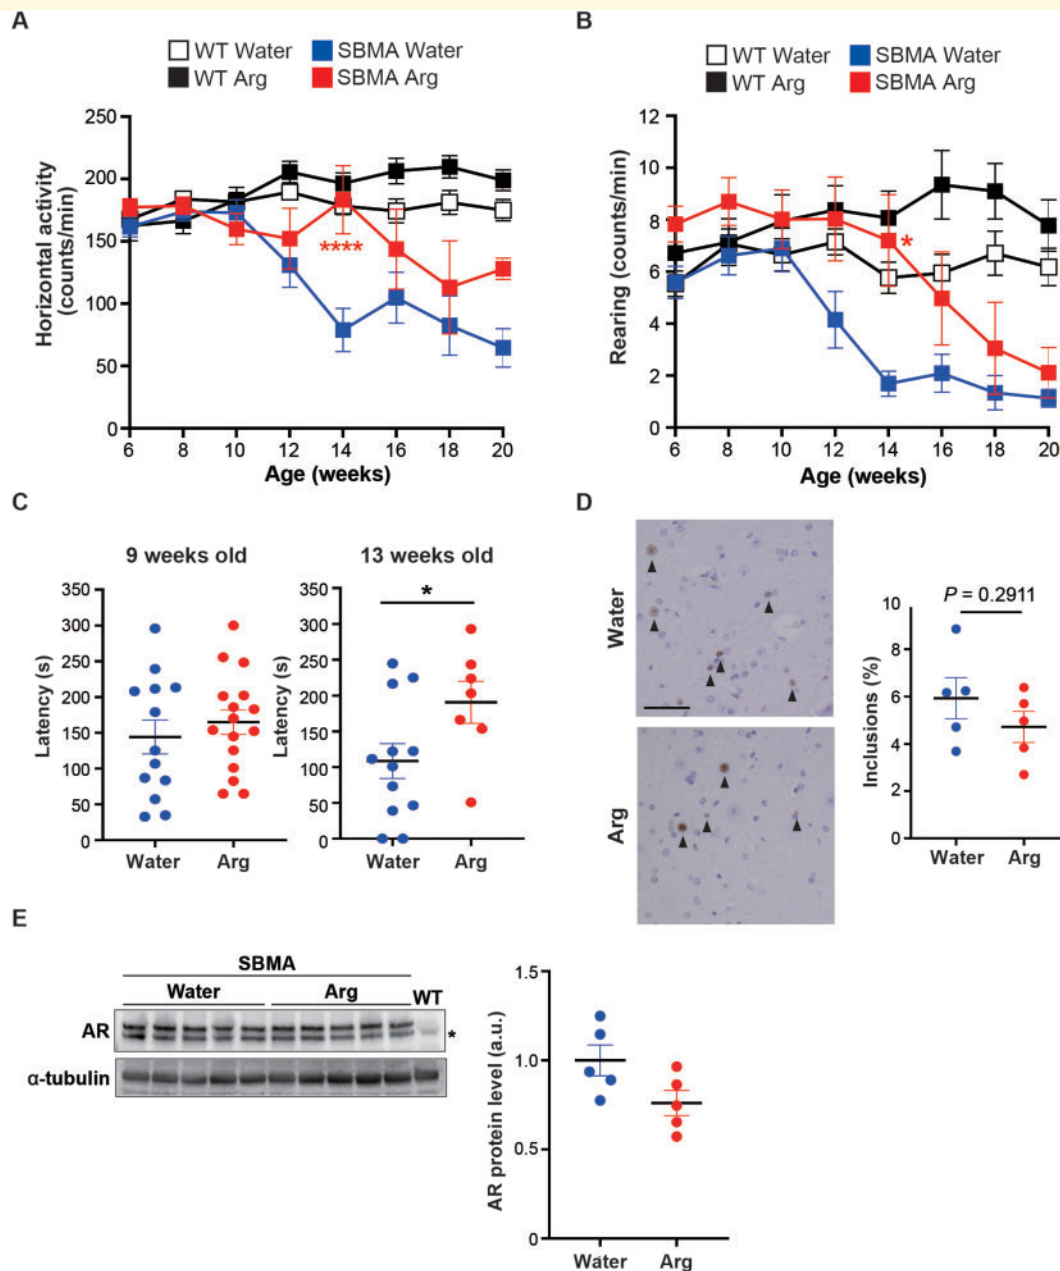 A
WT Water
SBMA Water
WT Arg
SBMA Arg
Horizontal activity
(counts/min)
250
200
150
100
50
0
****
6 8 10 12 14 16 18 20
Age (weeks)
B
WT Water
SBMA Water
WT Arg
SBMA Arg
Rearing (counts/min)
12
10
8
6
4
2
0
*
6 8 10 12 14 16 18 20
Age (weeks)
C
9 weeks old
Latency (s)
350
300
250
200
150
100
50
0
Water Arg
13 weeks old
Latency (s)
350
300
250
200
150
100
50
0
*
Water Arg
D
Water
Arg
P = 0.2911
Inclusions (%)
10
8
6
4
2
0
Water Arg
E
SBMA
Water Arg WT
AR
*
α-tubulin
AR protein level (a.u.)
1.5
1.0
0.5
0
Water Arg